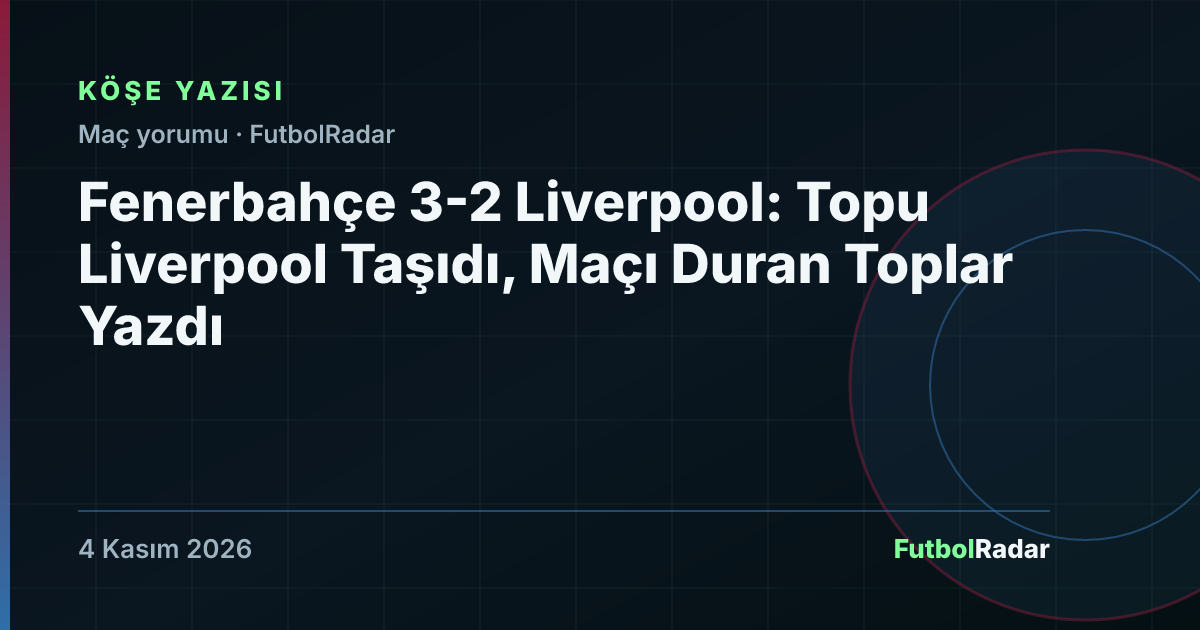 KÖŞE YAZISI
Maç yorumu · FutbolRadar
Fenerbahçe 3-2 Liverpool: Topu
Liverpool Taşıdı, Maçı Duran Toplar
Yazdı
4 Kasım 2026
FutbolRadar